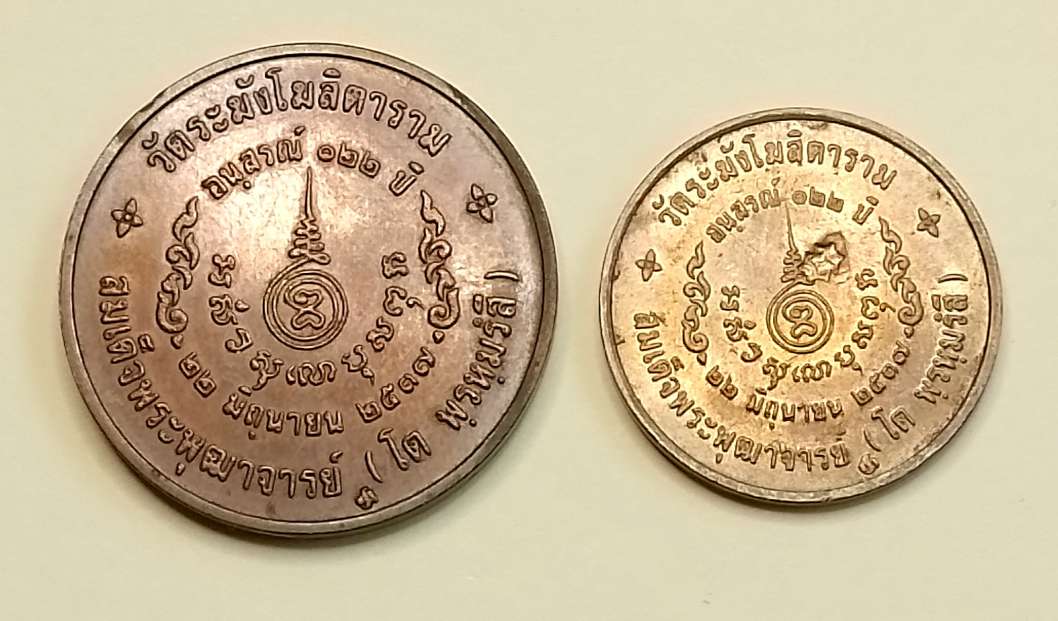 วัดระฆังโฆสิตาราม
อนุสรณ์ ๑๒๒ ปี
๒๒ มิถุนายน ๒๕๓๗
สมเด็จพระพุฒาจารย์ (โต พฺรหฺมรํสี)
วัดระฆังโฆสิตาราม
อนุสรณ์ ๑๒๒ ปี
๒๒ มิถุนายน ๒๕๓๗
สมเด็จพระพุฒาจารย์ (โต พฺรหฺมรํสี)